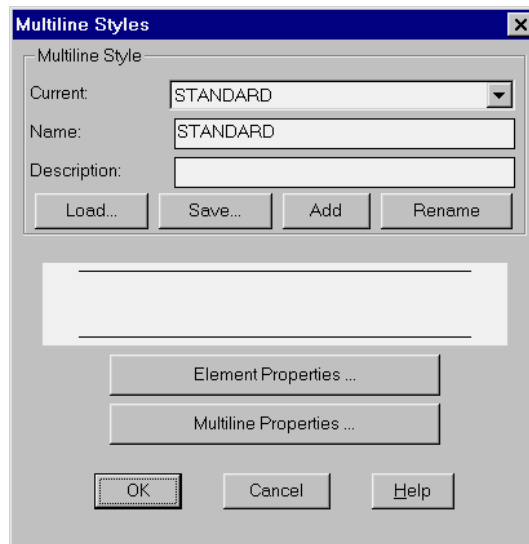 Multiline Styles
Multiline Style
Current: STANDARD
Name: STANDARD
Description:
Load... Save... Add Rename
Element Properties ...
Multiline Properties ...
OK Cancel Help